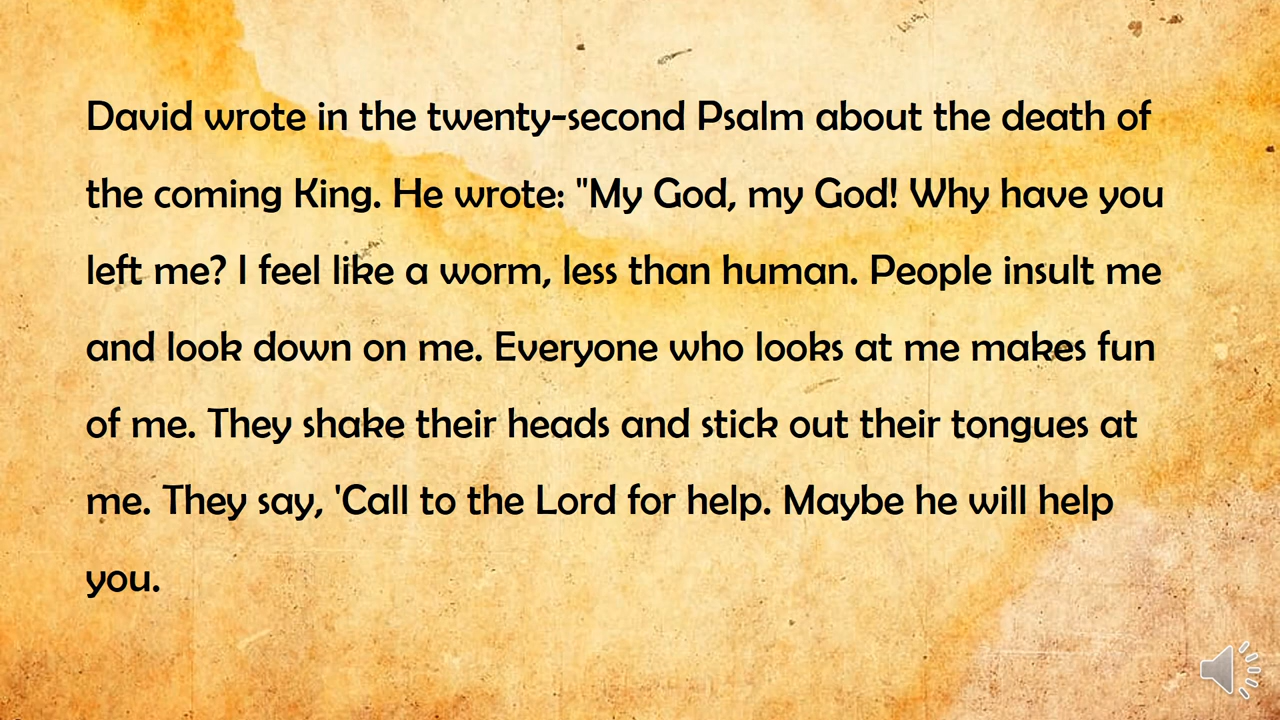 David wrote in the twenty-second Psalm about the death of
the coming King. He wrote: "My God, my God! Why have you
left me? I feel like a worm, less than human. People insult me
and look down on me. Everyone who looks at me makes fun
of me. They shake their heads and stick out their tongues at
me. They say, 'Call to the Lord for help. Maybe he will help
you.